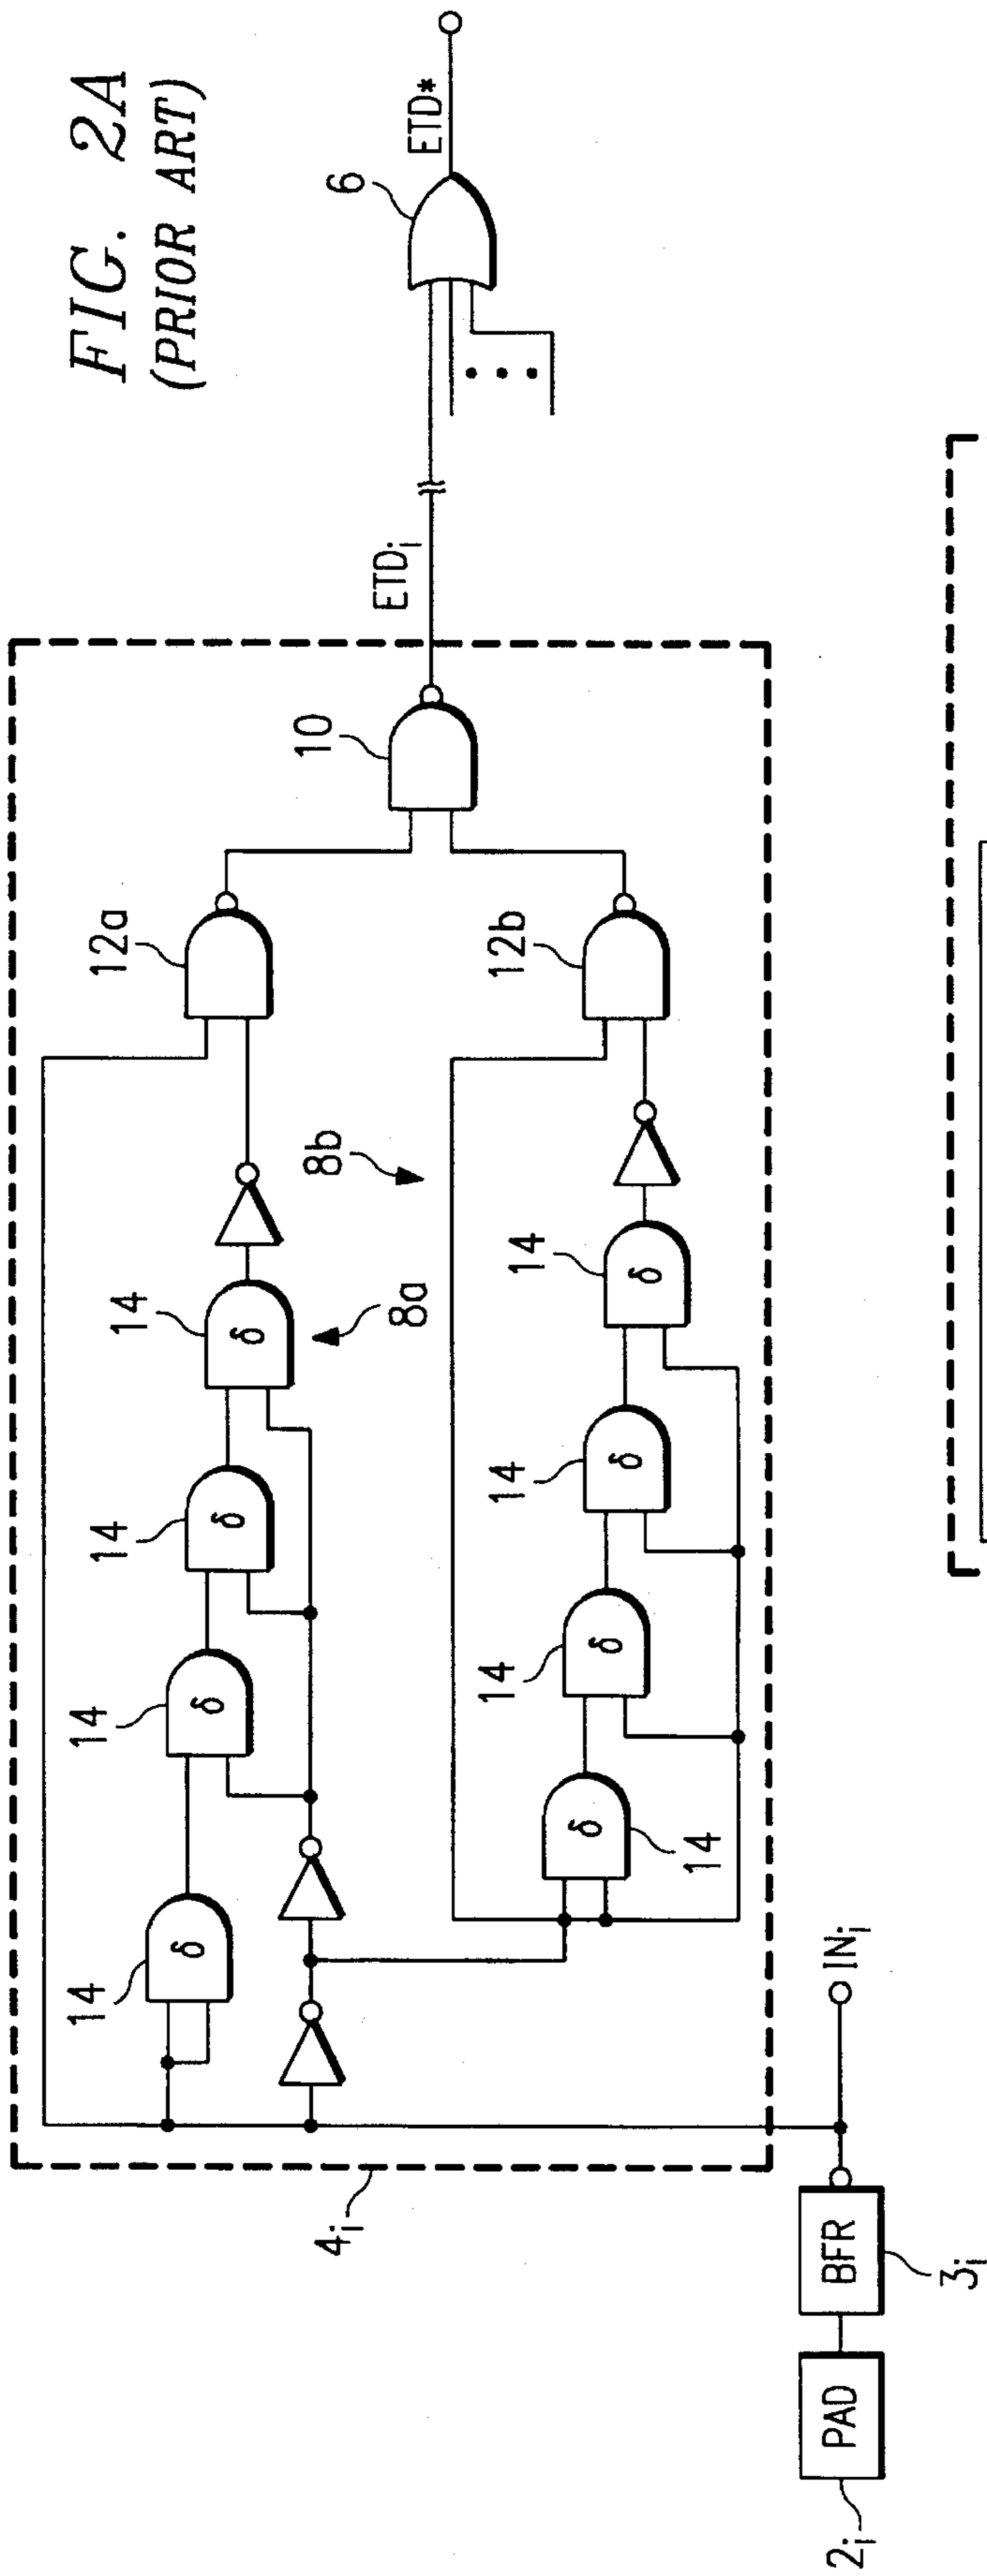 FIG. 2A
(PRIOR ART)
ETD*
6
ETDi
10
12a
12b
8b
8a
14
δ
14
δ
14
δ
14
δ
14
δ
14
δ
14
δ
14
δ
4i
INi
BFR
3i
PAD
2i